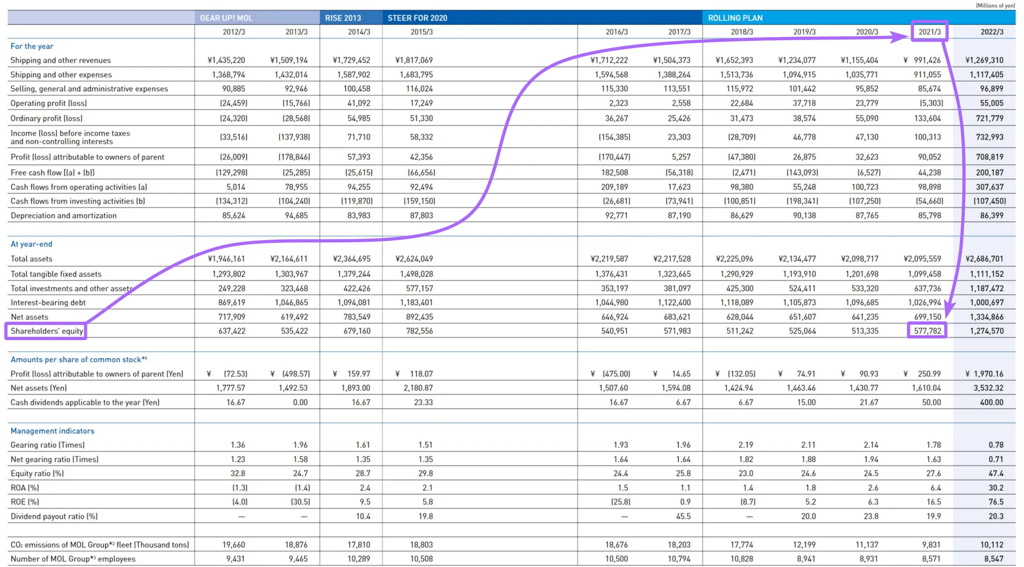 (Millions of yen)
GEAR UP! MOL RISE 2013 STEER FOR 2020 ROLLING PLAN
2012/3 2013/3 2014/3 2015/3 2016/3 2017/3 2018/3 2019/3 2020/3 2021/3 2022/3
For the year
Shipping and other revenues ¥1,435,220 ¥1,509,194 ¥1,729,452 ¥1,817,069 ¥1,712,222 ¥1,504,373 ¥1,652,393 ¥1,234,077 ¥1,155,404 ¥ 991,426 ¥1,269,310
Shipping and other expenses 1,368,794 1,432,014 1,587,902 1,683,795 1,594,568 1,388,264 1,513,736 1,094,915 1,035,771 911,055 1,117,405
Selling, general and administrative expenses 90,885 92,946 100,458 116,024 115,330 113,551 115,972 101,442 95,852 85,674 96,899
Operating profit (loss) (24,459) (15,766) 41,092 17,249 2,323 2,558 22,684 37,718 23,779 (5,303) 55,005
Ordinary profit (loss) (24,320) (28,568) 54,985 51,330 36,267 25,426 31,473 38,574 55,090 133,604 721,779
Income (loss) before income taxes
and non-controlling interests (33,516) (137,938) 71,710 58,332 (154,385) 23,303 (28,709) 46,778 47,130 100,313 732,993
Profit (loss) attributable to owners of parent (26,009) (178,846) 57,393 42,356 (170,447) 5,257 (47,380) 26,875 32,623 90,052 708,819
Free cash flow [(a) + (b)] (129,298) (25,285) (25,615) (66,656) 182,508 (56,318) (2,471) (143,093) (6,527) 44,238 200,187
Cash flows from operating activities (a) 5,014 78,955 94,255 92,494 209,189 17,623 98,380 55,248 100,723 98,898 307,637
Cash flows from investing activities (b) (134,312) (104,240) (119,870) (159,150) (26,681) (73,941) (100,851) (198,341) (107,250) (54,660) (107,450)
Depreciation and amortization 85,624 94,685 83,983 87,803 92,771 87,190 86,629 90,138 87,765 85,798 86,399
At year-end
Total assets ¥1,946,161 ¥2,164,611 ¥2,364,695 ¥2,624,049 ¥2,219,587 ¥2,217,528 ¥2,225,096 ¥2,134,477 ¥2,098,717 ¥2,095,559 ¥2,686,701
Total tangible fixed assets 1,293,802 1,303,967 1,379,244 1,498,028 1,376,431 1,323,665 1,290,929 1,193,910 1,201,698 1,099,458 1,111,152
Total investments and other assets 249,228 323,468 422,426 577,157 353,197 381,097 425,300 524,411 533,320 637,736 1,187,472
Interest-bearing debt 869,619 1,046,865 1,094,081 1,183,401 1,044,980 1,122,400 1,118,089 1,105,873 1,096,685 1,026,994 1,000,697
Net assets 717,909 619,492 783,549 892,435 646,924 683,621 628,044 651,607 641,235 699,150 1,334,866
Shareholders' equity 637,422 535,422 679,160 782,556 540,951 571,983 511,242 525,064 513,335 577,782 1,274,570
Amounts per share of common stock*¹
Profit (loss) attributable to owners of parent (Yen) ¥ (72.53) ¥ (498.57) ¥ 159.97 ¥ 118.07 ¥ (475.00) ¥ 14.65 ¥ (132.05) ¥ 74.91 ¥ 90.93 ¥ 250.99 ¥ 1,970.16
Net assets (Yen) 1,777.57 1,492.53 1,893.00 2,180.87 1,507.60 1,594.08 1,424.94 1,463.46 1,430.77 1,610.04 3,532.32
Cash dividends applicable to the year (Yen) 16.67 0.00 16.67 23.33 16.67 6.67 6.67 15.00 21.67 50.00 400.00
Management indicators
Gearing ratio (Times) 1.36 1.96 1.61 1.51 1.93 1.96 2.19 2.11 2.14 1.78 0.78
Net gearing ratio (Times) 1.23 1.58 1.35 1.35 1.64 1.64 1.82 1.88 1.94 1.63 0.71
Equity ratio (%) 32.8 24.7 28.7 29.8 24.4 25.8 23.0 24.6 24.5 27.6 47.4
ROA (%) (1.3) (1.4) 2.4 2.1 1.5 1.1 1.4 1.8 2.6 6.4 30.2
ROE (%) (4.0) (30.5) 9.5 5.8 (25.8) 0.9 (8.7) 5.2 6.3 16.5 76.5
Dividend payout ratio (%) — — 10.4 19.8 — 45.5 — 20.0 23.8 19.9 20.3
CO₂ emissions of MOL Group*² fleet (Thousand tons) 19,660 18,876 17,810 18,803 18,676 18,203 17,774 12,199 11,137 9,831 10,112
Number of MOL Group*³ employees 9,431 9,465 10,289 10,508 10,500 10,794 10,828 8,941 8,931 8,571 8,547